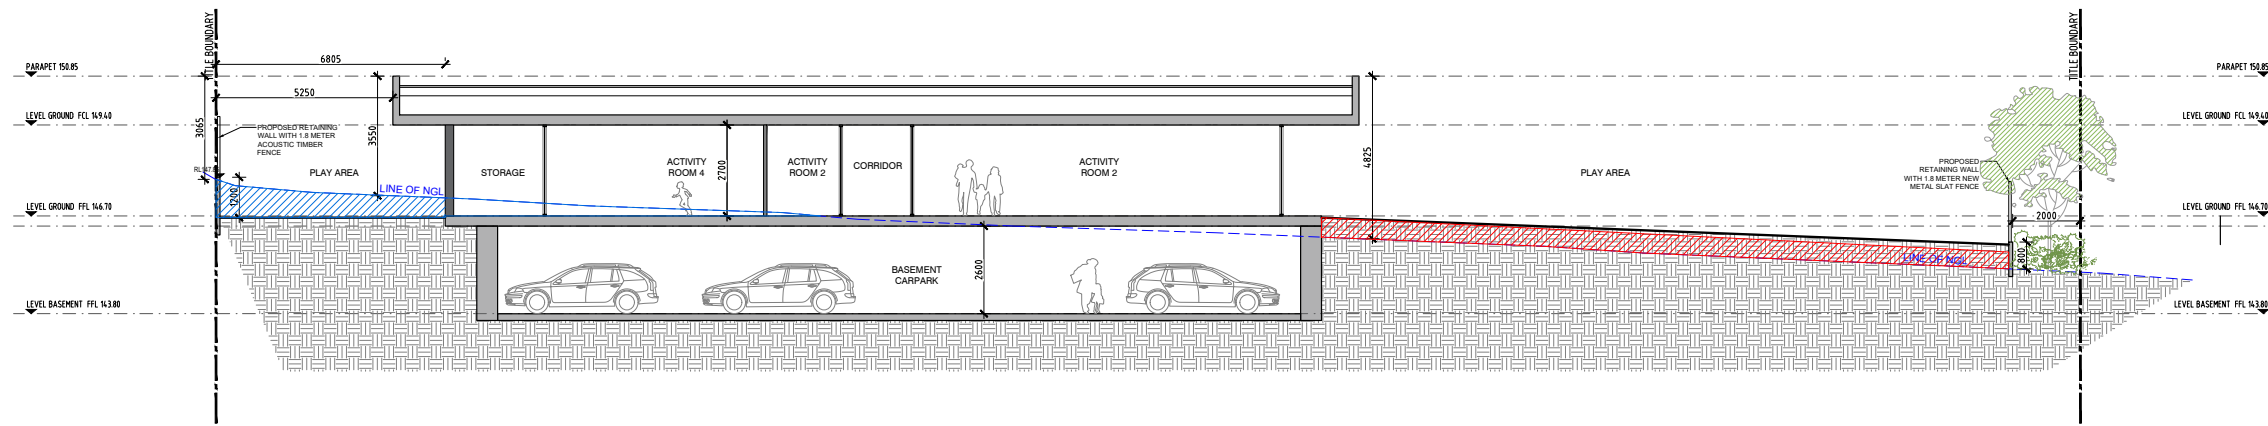 TITLE BOUNDARY
TITLE BOUNDARY
PARAPET 150.85
6805
PARAPET 150.85
5250
LEVEL GROUND FCL 149.40
LEVEL GROUND FCL 149.40
3065
PROPOSED RETAINING
WALL WITH 1.8 METER
ACOUSTIC TIMBER
FENCE
3550
4825
PLAY AREA
STORAGE
ACTIVITY
ROOM 4
2700
ACTIVITY
ROOM 2
CORRIDOR
ACTIVITY
ROOM 2
PLAY AREA
PROPOSED
RETAINING WALL
WITH 1.8 METER NEW
METAL SLAT FENCE
LINE OF NGL
1200
LEVEL GROUND FFL 146.70
LEVEL GROUND FFL 146.70
2000
LINE OF NGL
800
2600
BASEMENT
CARPARK
LEVEL BASEMENT FFL 143.80
LEVEL BASEMENT FFL 143.80